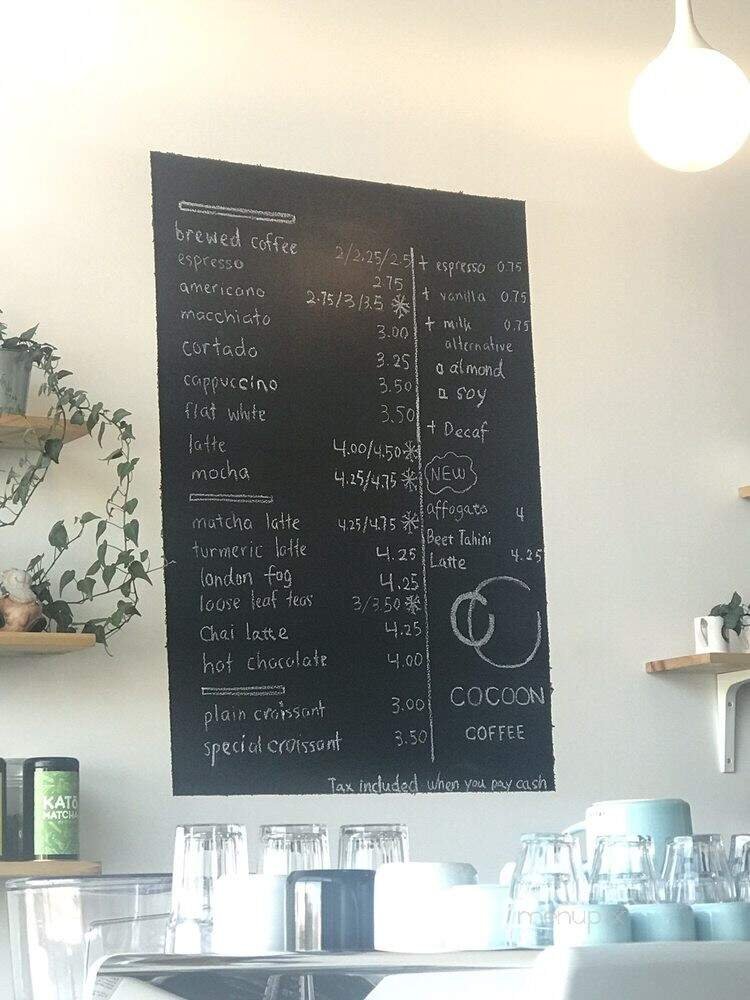 brewed coffee 2/2.25/2.5
espresso 2.75
americano 2.75/3/3.5
macchiato 3.00
cortado 3.25
cappuccino 3.50
flat white 3.50
latte 4.00/4.50
mocha 4.25/4.75
matcha latte 4.25/4.75
turmeric latte 4.25
london fog 4.25
loose leaf teas 3/3.50
Chai latte 4.25
hot chocolate 4.00
plain croissant 3.00
special croissant 3.50
+ espresso 0.75
+ vanilla 0.75
+ milk 0.75
alternative
almond
soy
+ Decaf
NEW
affogato 4
Beet Tahini
Latte 4.25
COCOON
COFFEE
Tax included when you pay cash
KATŌ
MATCHA
menup